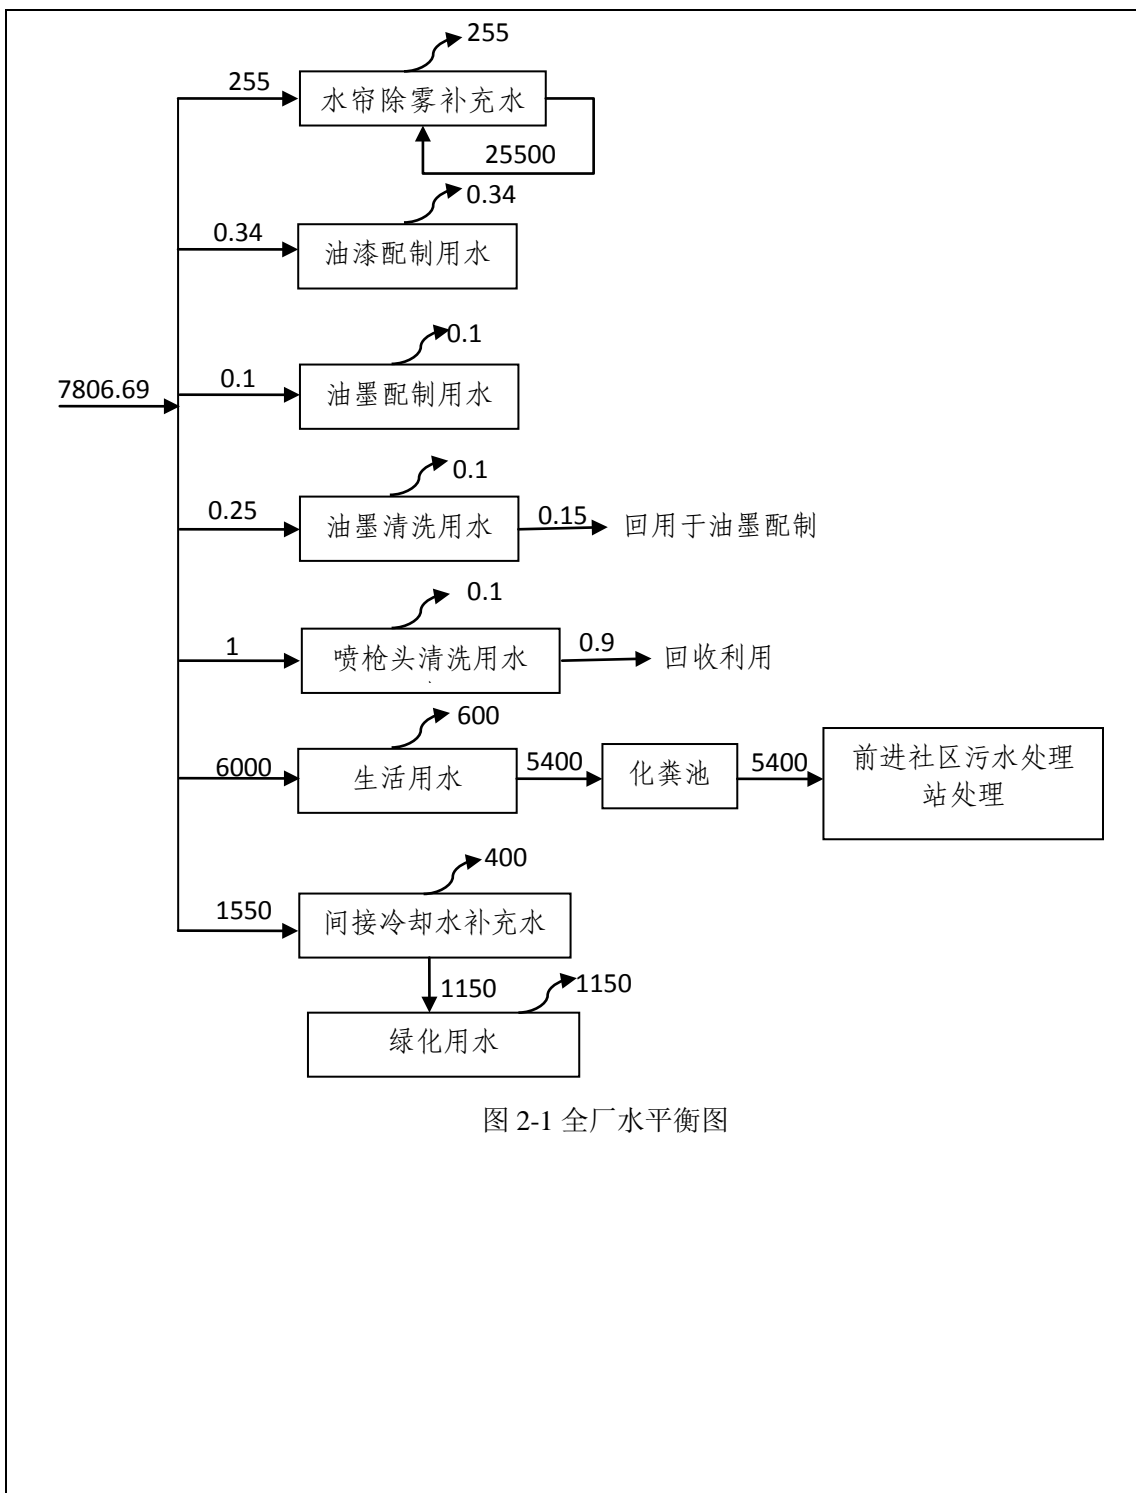 255
255
水帘除雾补充水
25500
0.34
0.34
油漆配制用水
0.1
7806.69
0.1
油墨配制用水
0.1
0.25
油墨清洗用水
0.15
回用于油墨配制
0.1
1
喷枪头清洗用水
0.9
回收利用
600
6000
生活用水
5400
化粪池
5400
前进社区污水处理
站处理
400
1550
间接冷却水补充水
1150
1150
绿化用水
图 2-1 全厂水平衡图